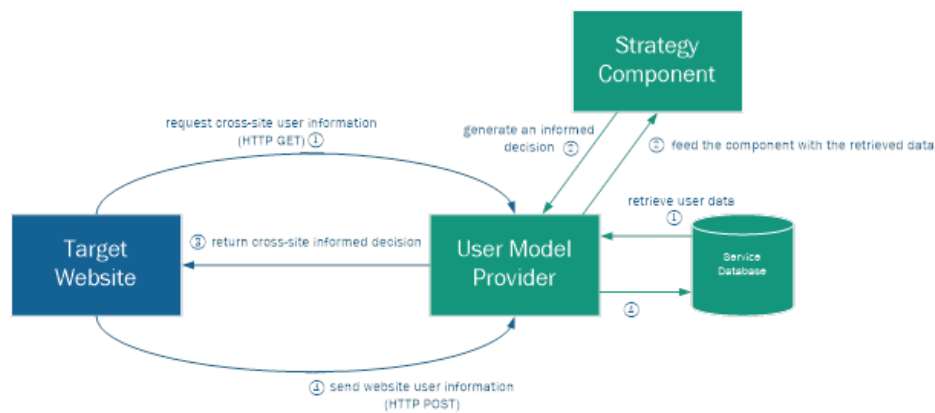 Strategy
Component
request cross-site user information
(HTTP GET) ①
generate an informed
decision ②
② feed the component with the retrieved data
retrieve user data
①
Target
Website
③ return cross-site informed decision
User Model
Provider
Service
Database
④
④ send website user information
(HTTP POST)